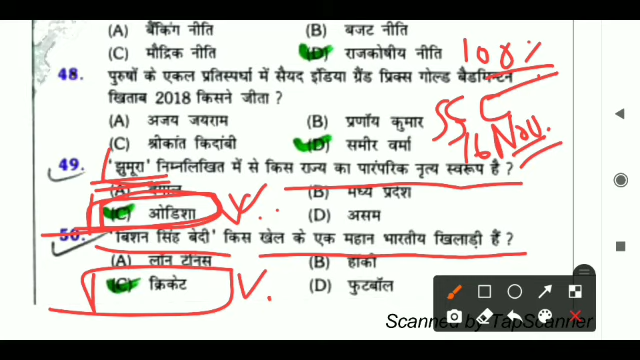 (A) बैंकिंग नीति (B) बजट नीति
(C) मौद्रिक नीति (D) राजकोषीय नीति
108%
48. पुरुषों के एकल प्रतिस्पर्धा में सैयद इंडिया ग्रैंड प्रिक्स गोल्ड बैडमिन्टन
खिताब 2018 किसने जीता ?
SSC
(A) अजय जयराम (B) प्रणॉय कुमार
16 Nov.
(C) श्रीकांत किदांबी (D) समीर वर्मा
49. 'झुमूरा' निम्नलिखित में से किस राज्य का पारंपरिक नृत्य स्वरूप है ?
(A) बंगाल (B) मध्य प्रदेश
(C) ओडिशा (D) असम
50. 'बिशन सिंह बेदी' किस खेल के एक महान भारतीय खिलाड़ी हैं ?
(A) लॉन टेनिस (B) हॉकी
(C) क्रिकेट (D) फुटबॉल
Scanned by TapScanner